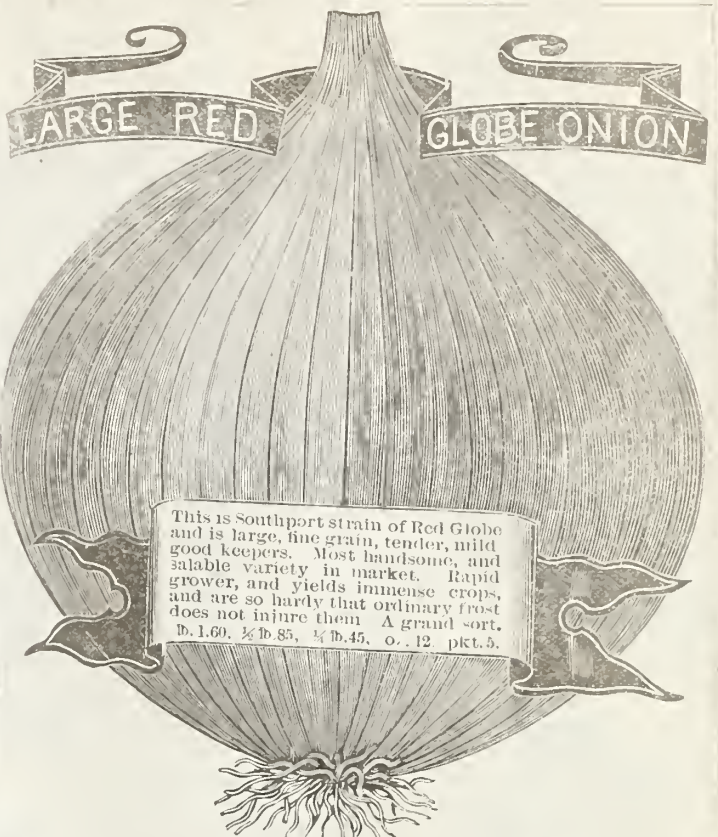 LARGE RED GLOBE ONION
This is Southport strain of Red Globe
and is large, fine grain, tender, mild
good keepers. Most handsome, and
salable variety in market. Rapid
grower, and yields immense crops,
and are so hardy that ordinary frost
does not injure them A grand sort.
lb. 1.60. ½ lb. 85, ¼ lb. 45, o.. 12. pkt. 5.